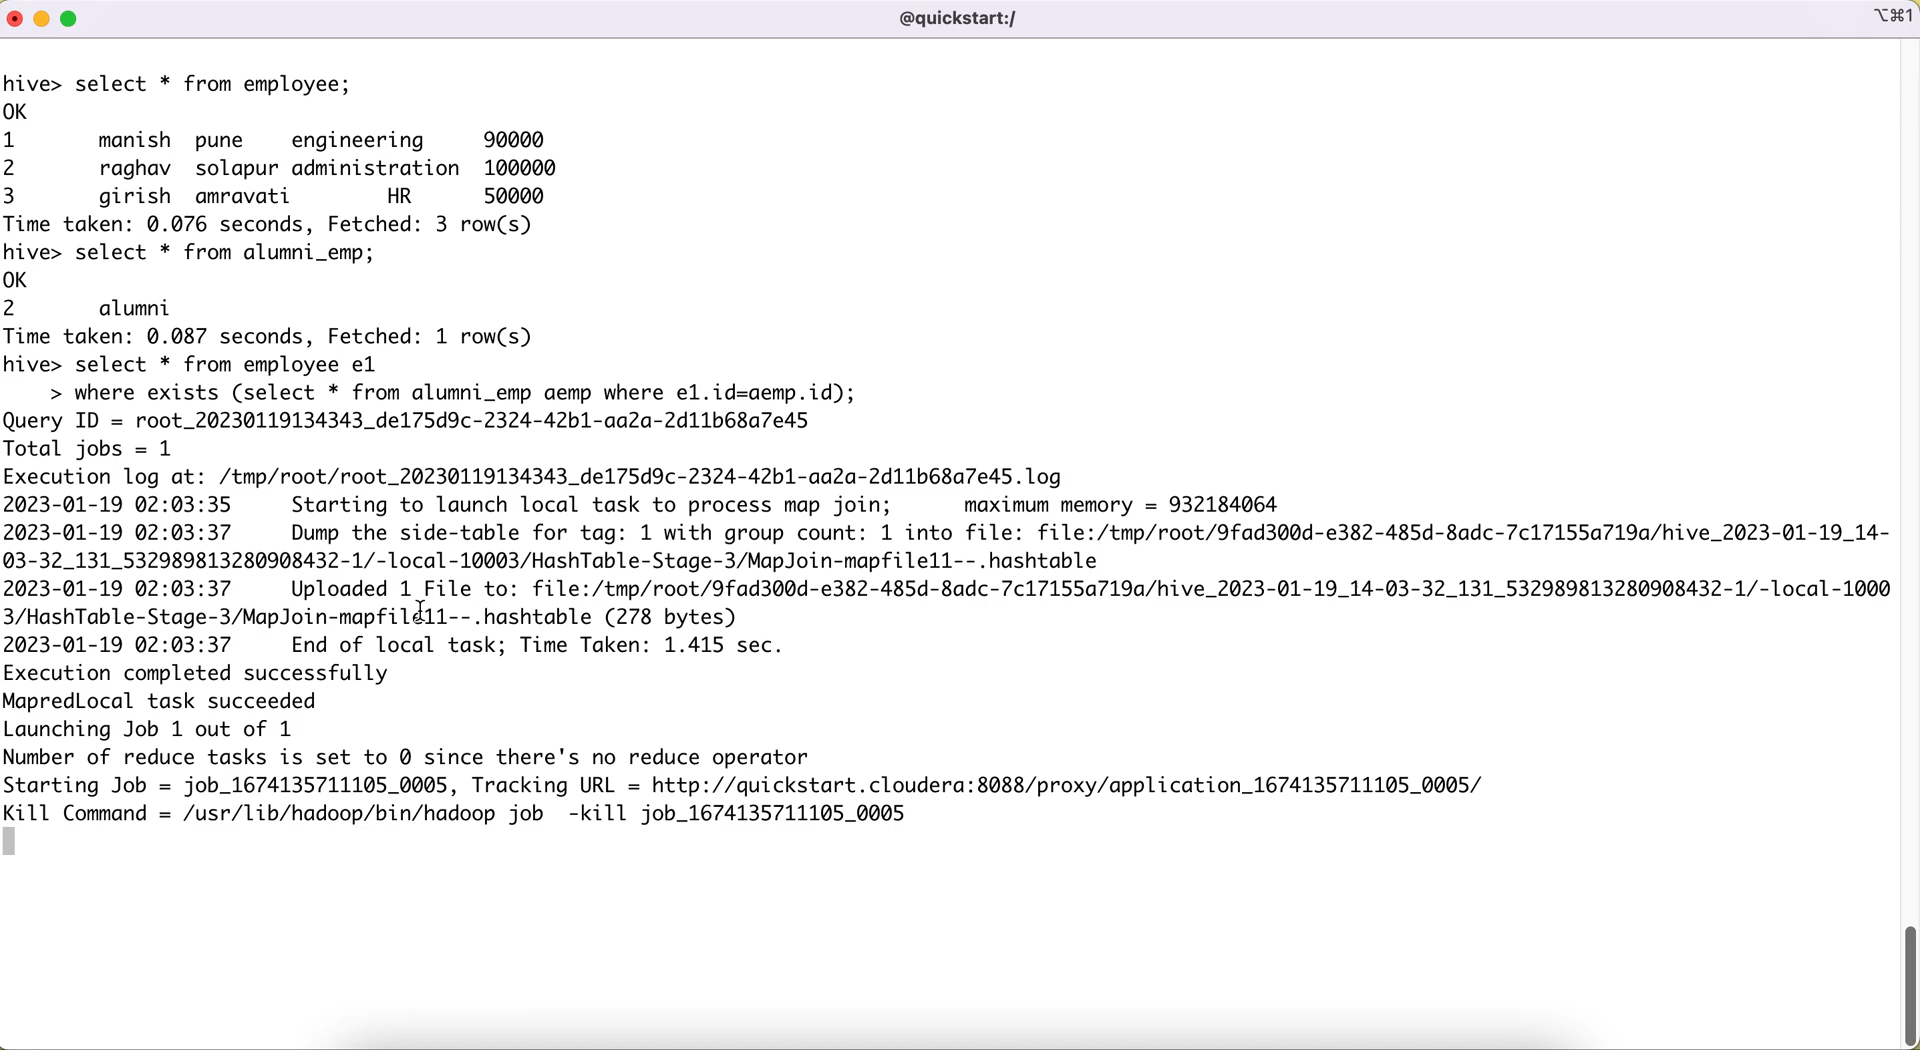 @quickstart:/
⌥⌘1
hive> select * from employee;
OK
1 manish pune engineering 90000
2 raghav solapur administration 100000
3 girish amravati HR 50000
Time taken: 0.076 seconds, Fetched: 3 row(s)
hive> select * from alumni_emp;
OK
2 alumni
Time taken: 0.087 seconds, Fetched: 1 row(s)
hive> select * from employee e1
> where exists (select * from alumni_emp aemp where e1.id=aemp.id);
Query ID = root_20230119134343_de175d9c-2324-42b1-aa2a-2d11b68a7e45
Total jobs = 1
Execution log at: /tmp/root/root_20230119134343_de175d9c-2324-42b1-aa2a-2d11b68a7e45.log
2023-01-19 02:03:35 Starting to launch local task to process map join; maximum memory = 932184064
2023-01-19 02:03:37 Dump the side-table for tag: 1 with group count: 1 into file: file:/tmp/root/9fad300d-e382-485d-8adc-7c17155a719a/hive_2023-01-19_14-
03-32_131_532989813280908432-1/-local-10003/HashTable-Stage-3/MapJoin-mapfile11--.hashtable
2023-01-19 02:03:37 Uploaded 1 File to: file:/tmp/root/9fad300d-e382-485d-8adc-7c17155a719a/hive_2023-01-19_14-03-32_131_532989813280908432-1/-local-1000
3/HashTable-Stage-3/MapJoin-mapfile11--.hashtable (278 bytes)
2023-01-19 02:03:37 End of local task; Time Taken: 1.415 sec.
Execution completed successfully
MapredLocal task succeeded
Launching Job 1 out of 1
Number of reduce tasks is set to 0 since there's no reduce operator
Starting Job = job_1674135711105_0005, Tracking URL = http://quickstart.cloudera:8088/proxy/application_1674135711105_0005/
Kill Command = /usr/lib/hadoop/bin/hadoop job  -kill job_1674135711105_0005